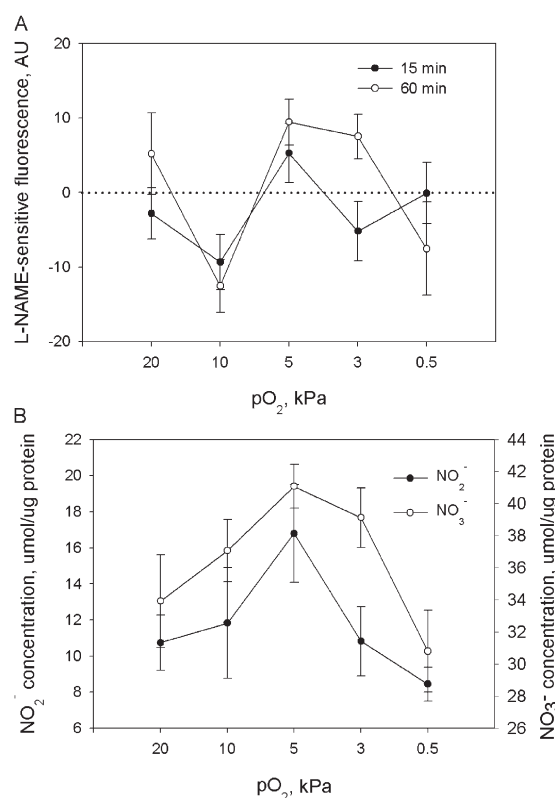 A
L-NAME-sensitive fluorescence, AU
20
10
0
-10
-20
15 min
60 min
20 10 5 3 0.5
pO₂, kPa
B
NO₂⁻ concentration, umol/ug protein
22
20
18
16
14
12
10
8
6
NO₂⁻
NO₃⁻
44
42
40
38
36
34
32
30
28
26
NO₃⁻ concentration, umol/ug protein
20 10 5 3 0.5
pO₂, kPa